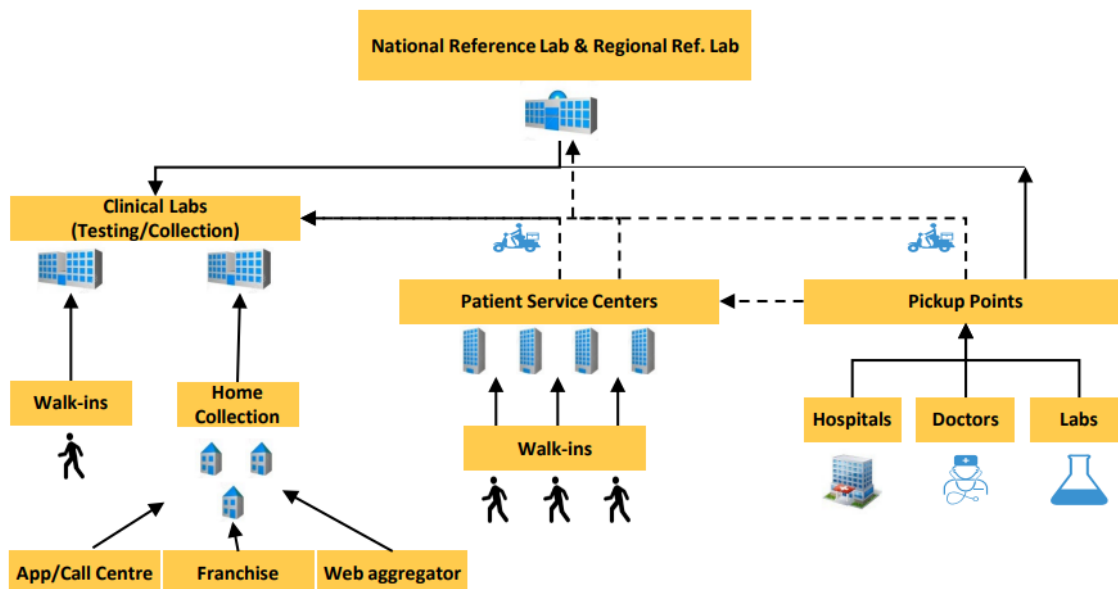 National Reference Lab & Regional Ref. Lab
Clinical Labs
(Testing/Collection)
Patient Service Centers
Pickup Points
Walk-ins
Home
Collection
Walk-ins
Hospitals
Doctors
Labs
App/Call Centre
Franchise
Web aggregator